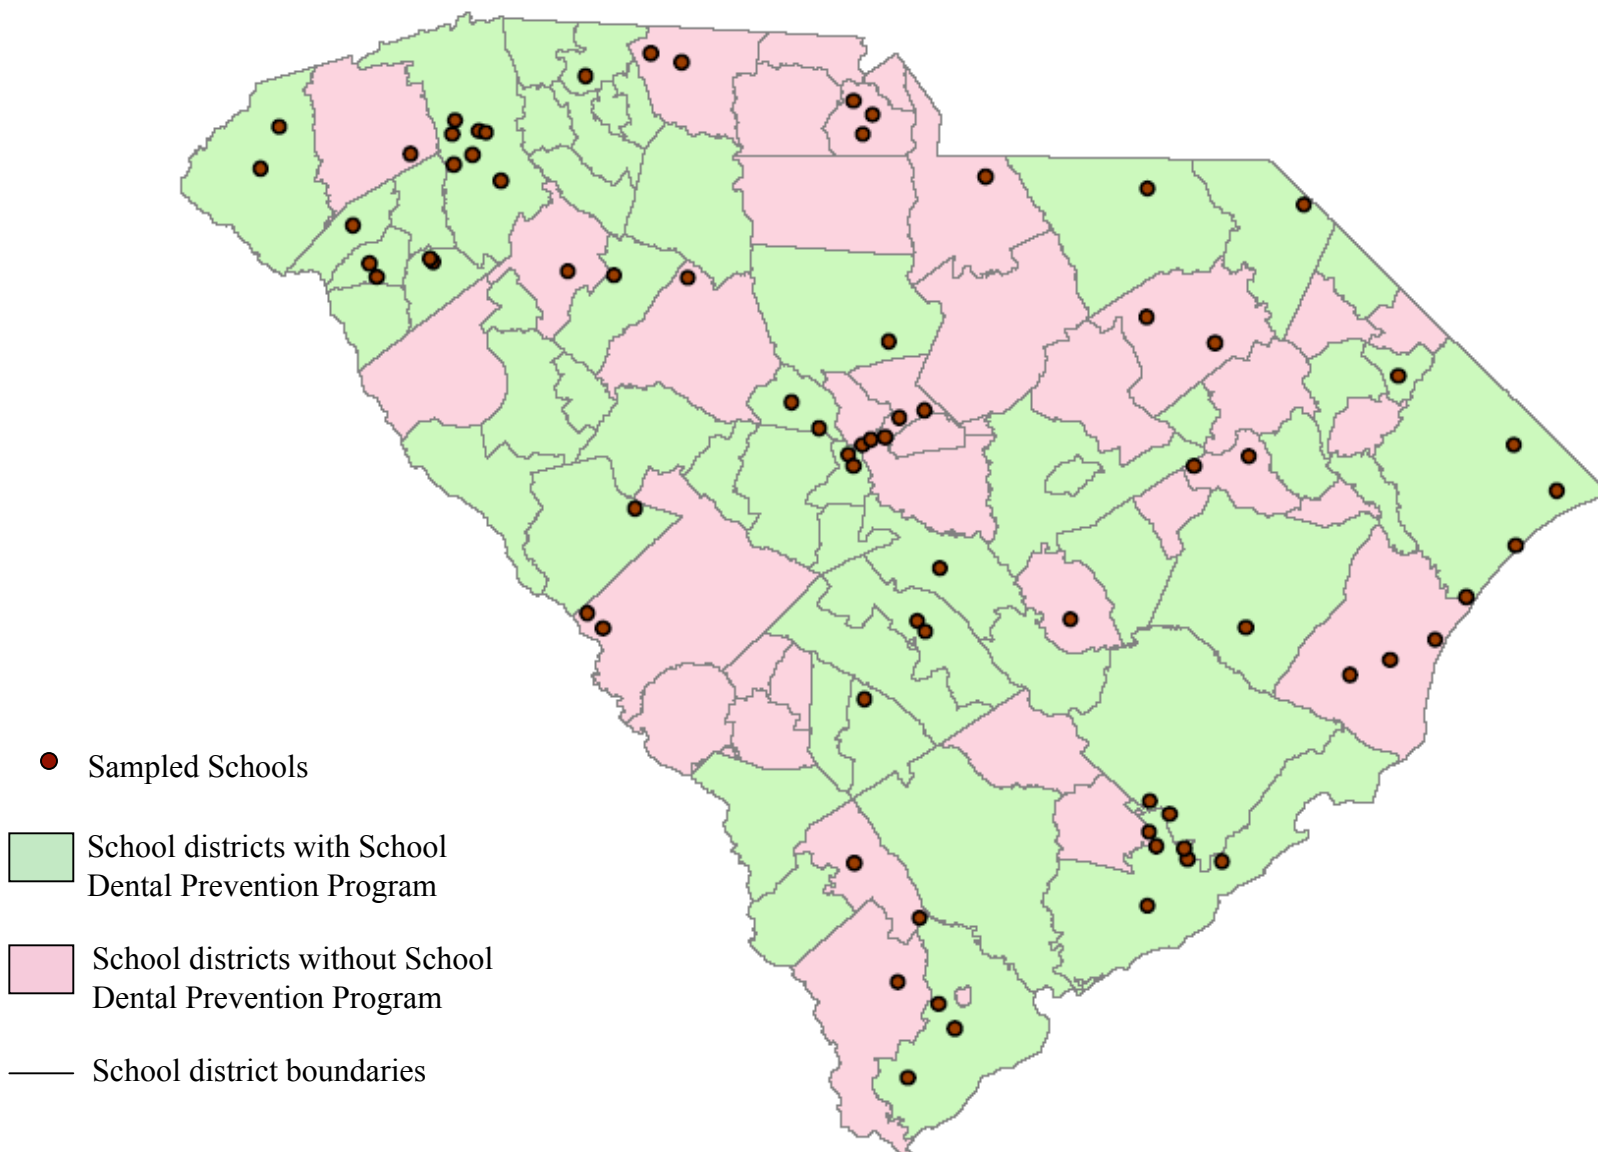 Sampled Schools
School districts with School
Dental Prevention Program
School districts without School
Dental Prevention Program
School district boundaries